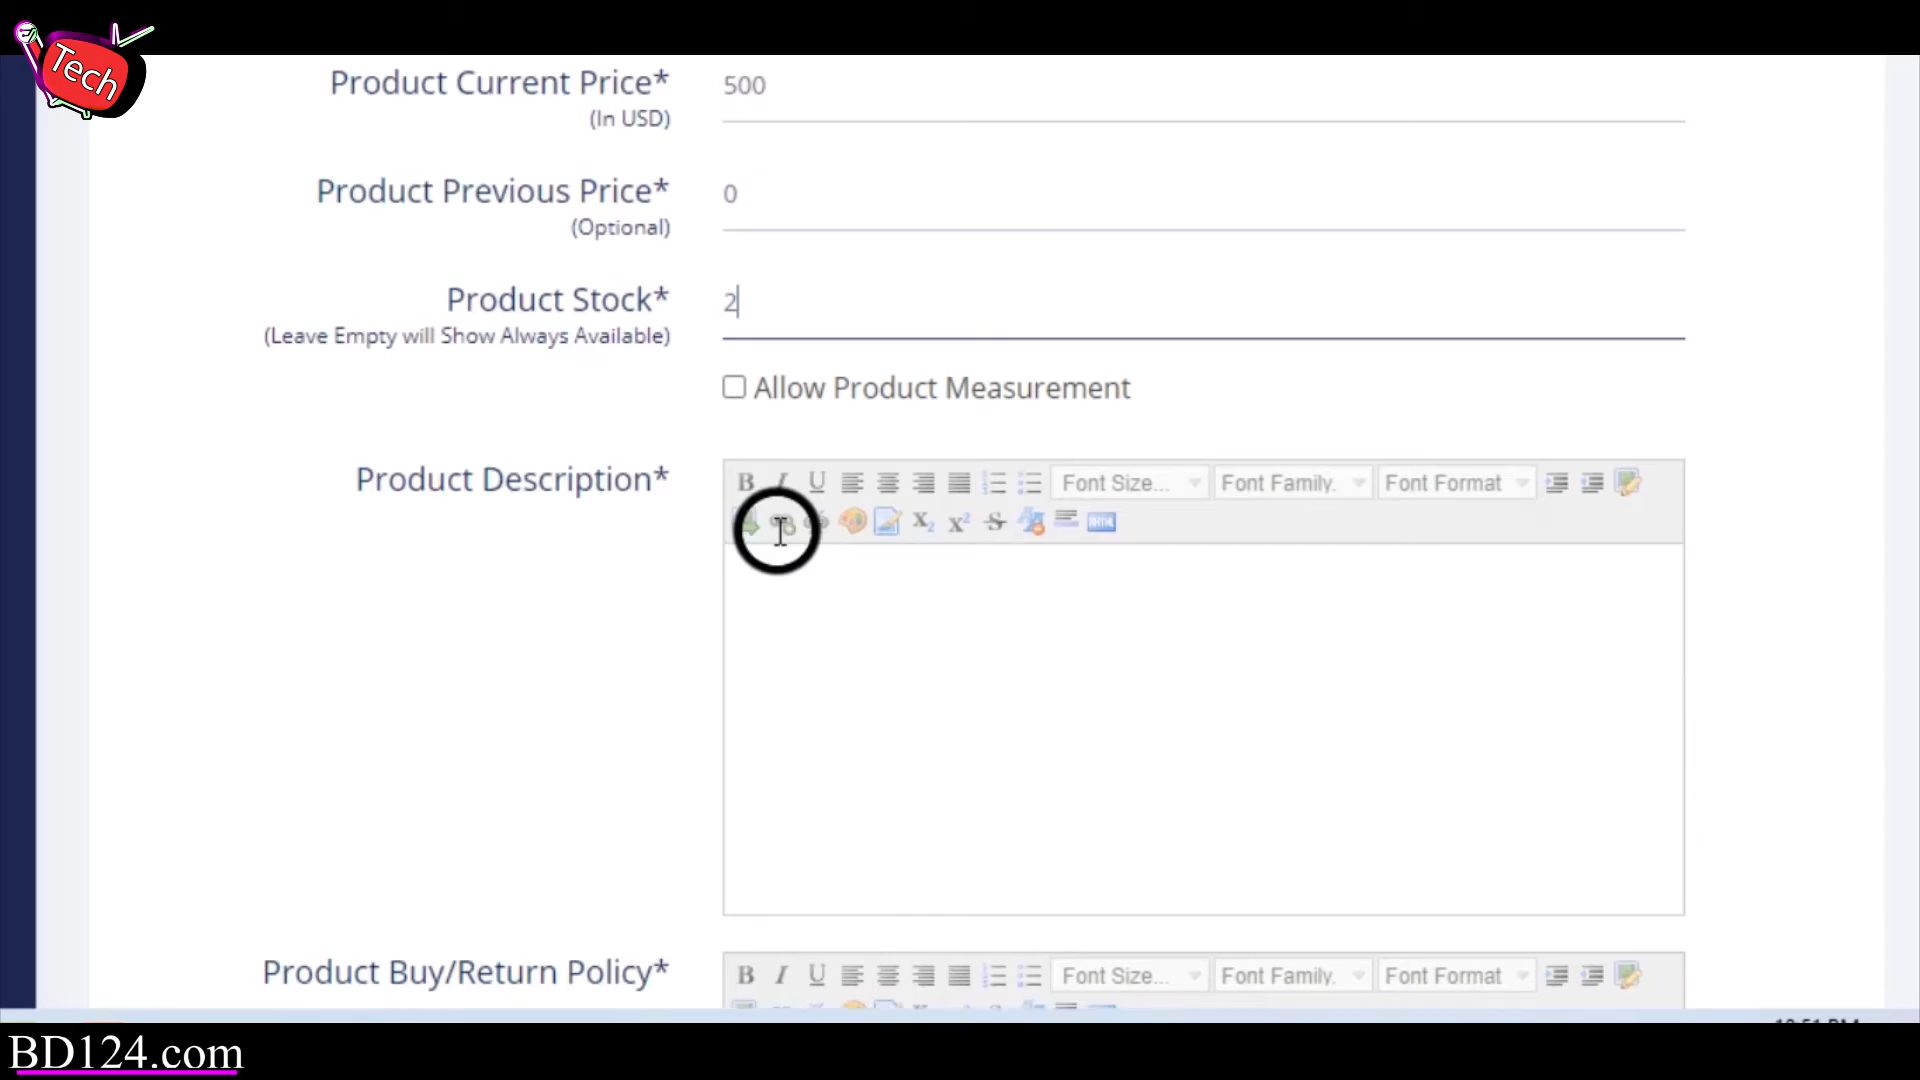 Tech
Product Current Price* 500
(In USD)
Product Previous Price* 0
(Optional)
Product Stock* 2
(Leave Empty will Show Always Available)
Allow Product Measurement
Product Description* B I U Font Size... Font Family. Font Format
X₂ X² S HTML
Product Buy/Return Policy* B I U Font Size... Font Family. Font Format
BD124.com